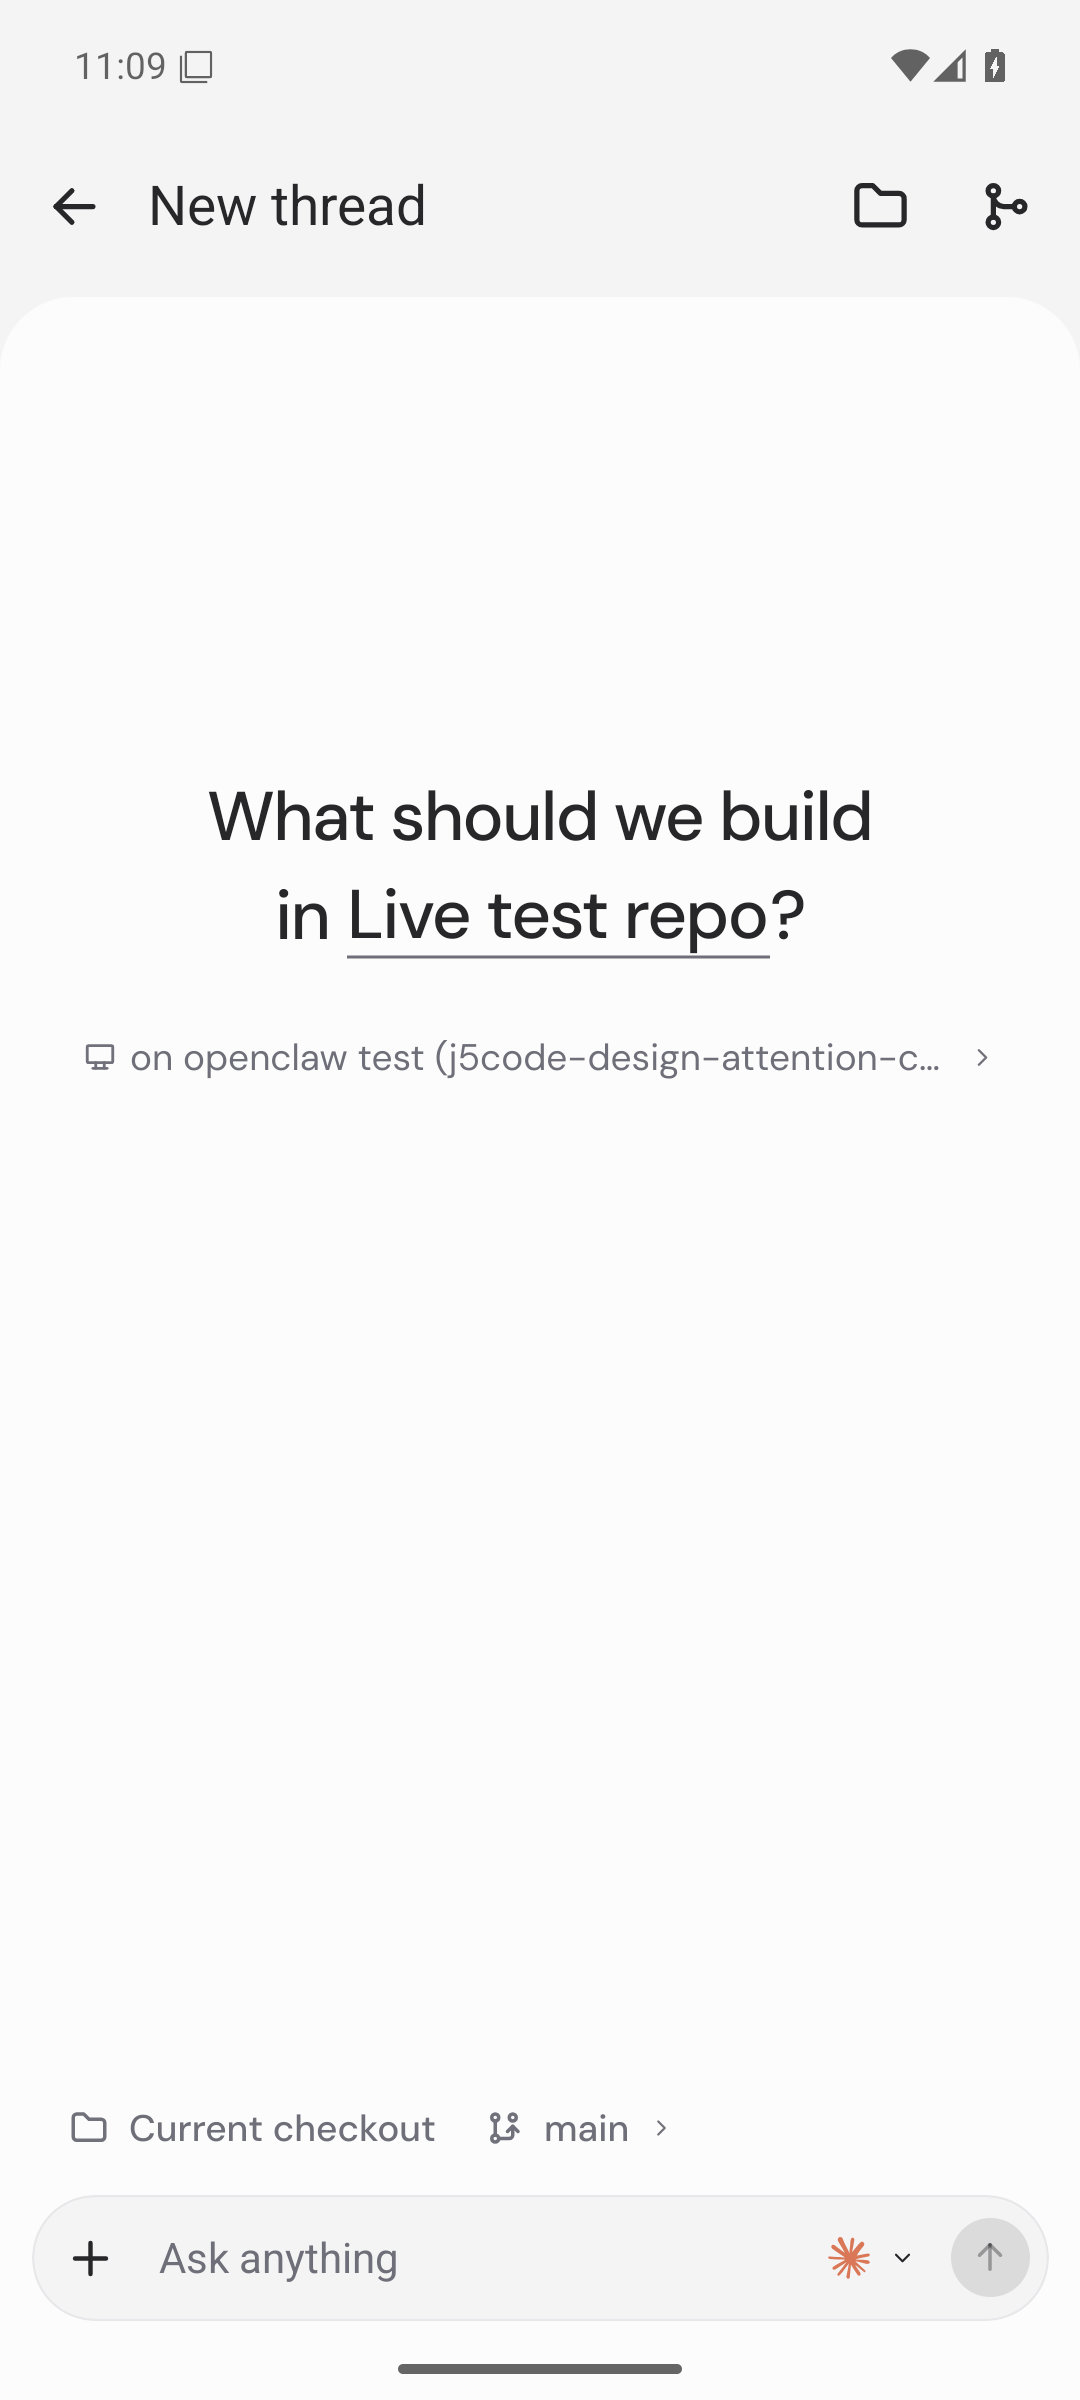 11:09
New thread
What should we build
in Live test repo?
on openclaw test (j5code-design-attention-c...
Current checkout
main
Ask anything